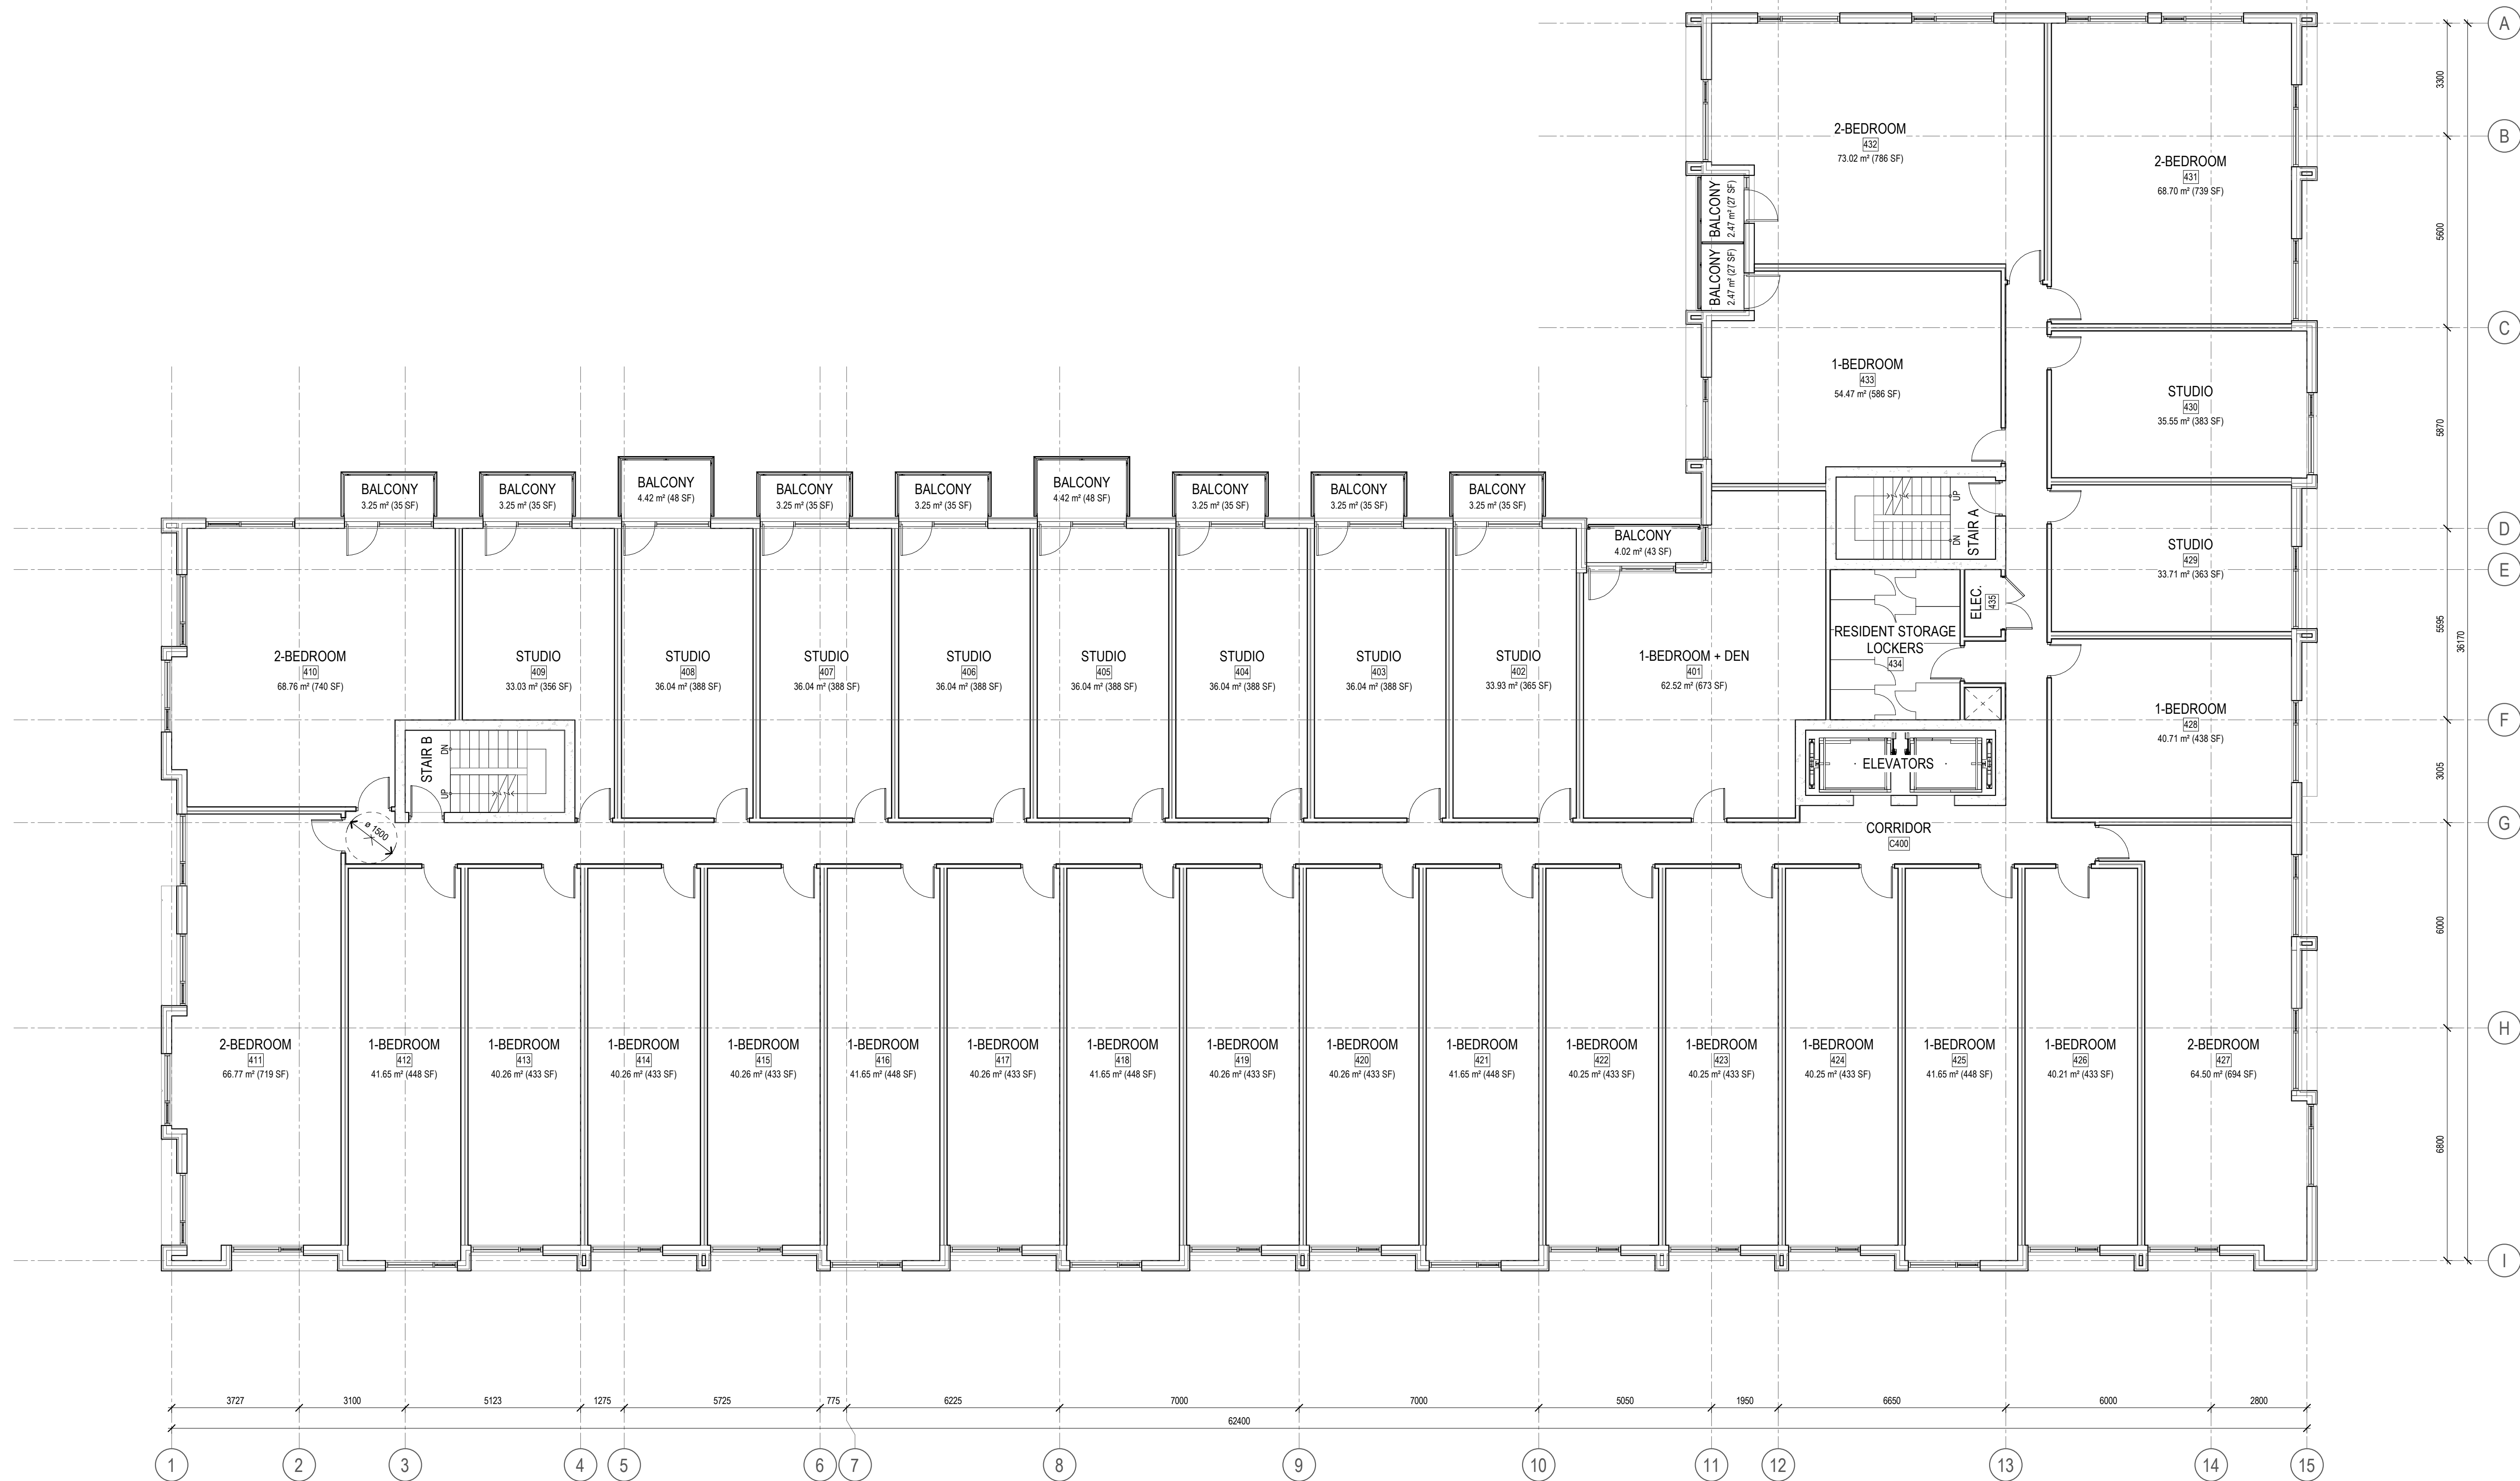 A
3300
2-BEDROOM
432
73.02 m² (786 SF)
B
2-BEDROOM
431
68.70 m² (739 SF)
BALCONY
2.47 m² (27 SF)
5600
BALCONY
2.47 m² (27 SF)
C
1-BEDROOM
433
54.47 m² (586 SF)
STUDIO
430
35.55 m² (383 SF)
5870
BALCONY
3.25 m² (35 SF)
BALCONY
3.25 m² (35 SF)
BALCONY
4.42 m² (48 SF)
BALCONY
3.25 m² (35 SF)
BALCONY
3.25 m² (35 SF)
BALCONY
4.42 m² (48 SF)
BALCONY
3.25 m² (35 SF)
BALCONY
3.25 m² (35 SF)
BALCONY
3.25 m² (35 SF)
BALCONY
4.02 m² (43 SF)
UP
DN
STAIR A
D
STUDIO
429
33.71 m² (363 SF)
E
ELEC.
435
RESIDENT STORAGE
LOCKERS
434
5595
36170
2-BEDROOM
410
68.76 m² (740 SF)
STUDIO
409
33.03 m² (356 SF)
STUDIO
408
36.04 m² (388 SF)
STUDIO
407
36.04 m² (388 SF)
STUDIO
406
36.04 m² (388 SF)
STUDIO
405
36.04 m² (388 SF)
STUDIO
404
36.04 m² (388 SF)
STUDIO
403
36.04 m² (388 SF)
STUDIO
402
33.93 m² (365 SF)
1-BEDROOM + DEN
401
62.52 m² (673 SF)
1-BEDROOM
428
40.71 m² (438 SF)
F
STAIR B
DN
UP
ELEVATORS
3005
ø 1500
CORRIDOR
C400
G
6000
H
2-BEDROOM
411
66.77 m² (719 SF)
1-BEDROOM
412
41.65 m² (448 SF)
1-BEDROOM
413
40.26 m² (433 SF)
1-BEDROOM
414
40.26 m² (433 SF)
1-BEDROOM
415
40.26 m² (433 SF)
1-BEDROOM
416
41.65 m² (448 SF)
1-BEDROOM
417
40.26 m² (433 SF)
1-BEDROOM
418
41.65 m² (448 SF)
1-BEDROOM
419
40.26 m² (433 SF)
1-BEDROOM
420
40.26 m² (433 SF)
1-BEDROOM
421
41.65 m² (448 SF)
1-BEDROOM
422
40.25 m² (433 SF)
1-BEDROOM
423
40.25 m² (433 SF)
1-BEDROOM
424
40.25 m² (433 SF)
1-BEDROOM
425
41.65 m² (448 SF)
1-BEDROOM
426
40.21 m² (433 SF)
2-BEDROOM
427
64.50 m² (694 SF)
6800
I
3727
3100
5123
1275
5725
775
6225
7000
7000
5050
1950
6650
6000
2800
62400
1
2
3
4
5
6
7
8
9
10
11
12
13
14
15